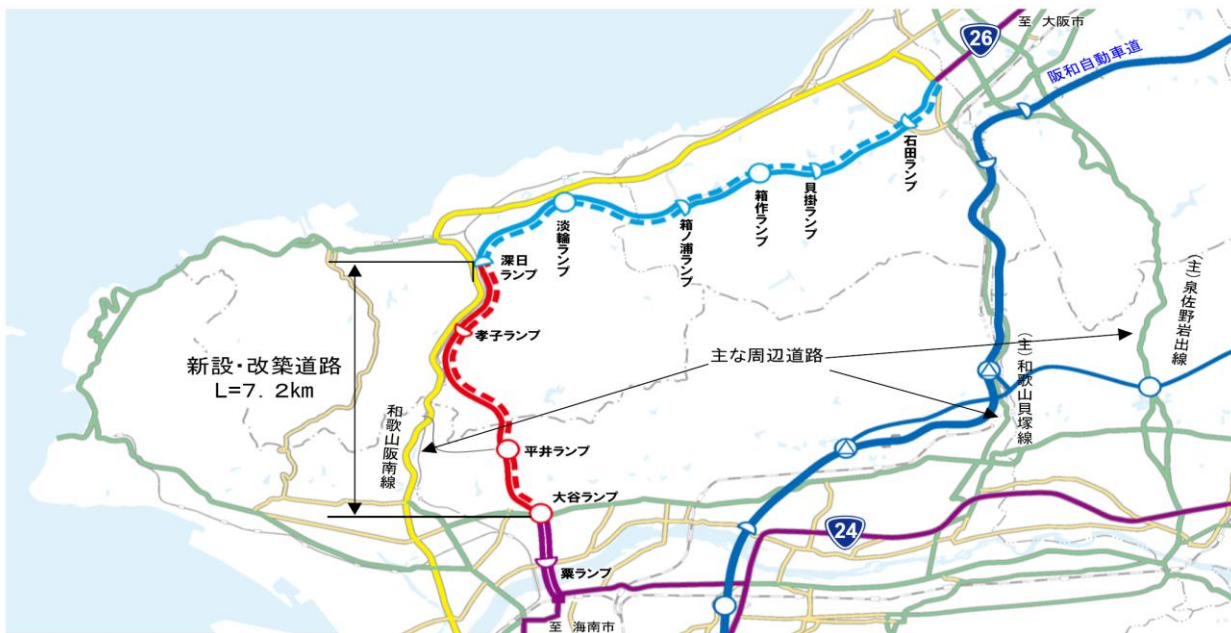 至 大阪市
26
阪和自動車道
石田ランプ
貝掛ランプ
箱作ランプ
箱ノ浦ランプ
淡輪ランプ
深日
ランプ
孝子ランプ
新設・改築道路
L=7.2km
主な周辺道路
(主)泉佐野岩出線
(主)和歌山貝塚線
和歌山阪南線
平井ランプ
大谷ランプ
24
粟ランプ
至 海南市